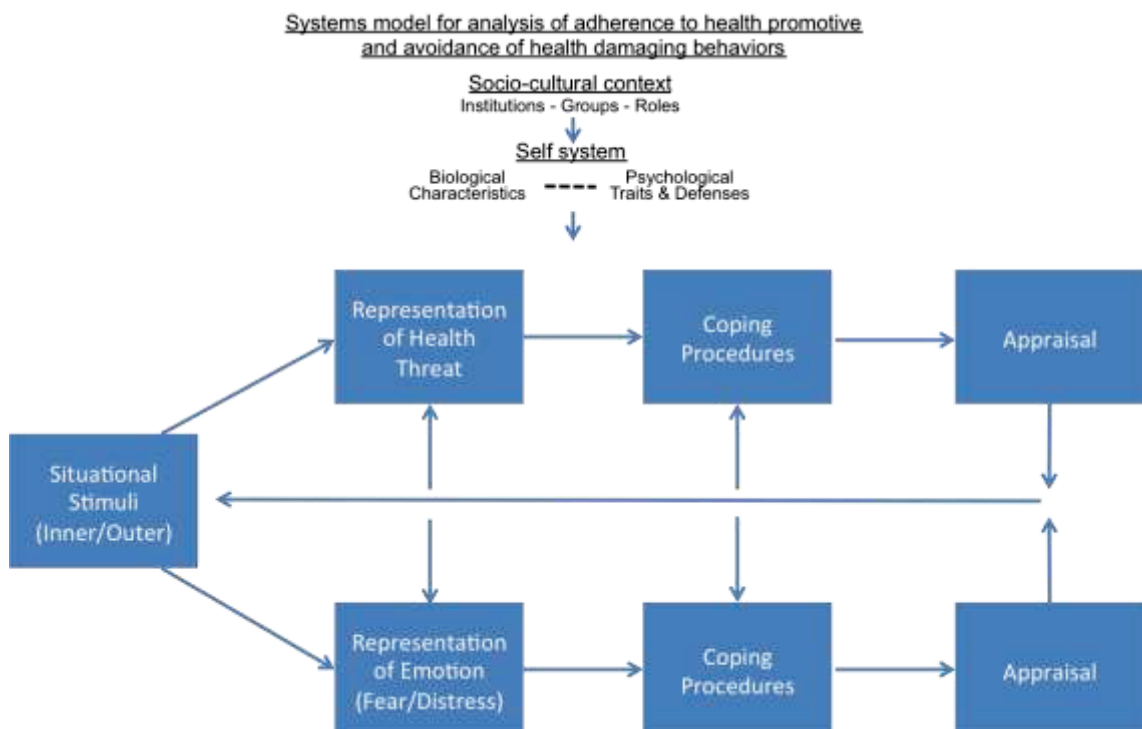 Systems model for analysis of adherence to health promotive
and avoidance of health damaging behaviors
Socio-cultural context
Institutions - Groups - Roles
Self system
Biological
Characteristics
Psychological
Traits & Defenses
Representation
of Health
Threat
Coping
Procedures
Appraisal
Situational
Stimuli
(Inner/Outer)
Representation
of Emotion
(Fear/Distress)
Coping
Procedures
Appraisal